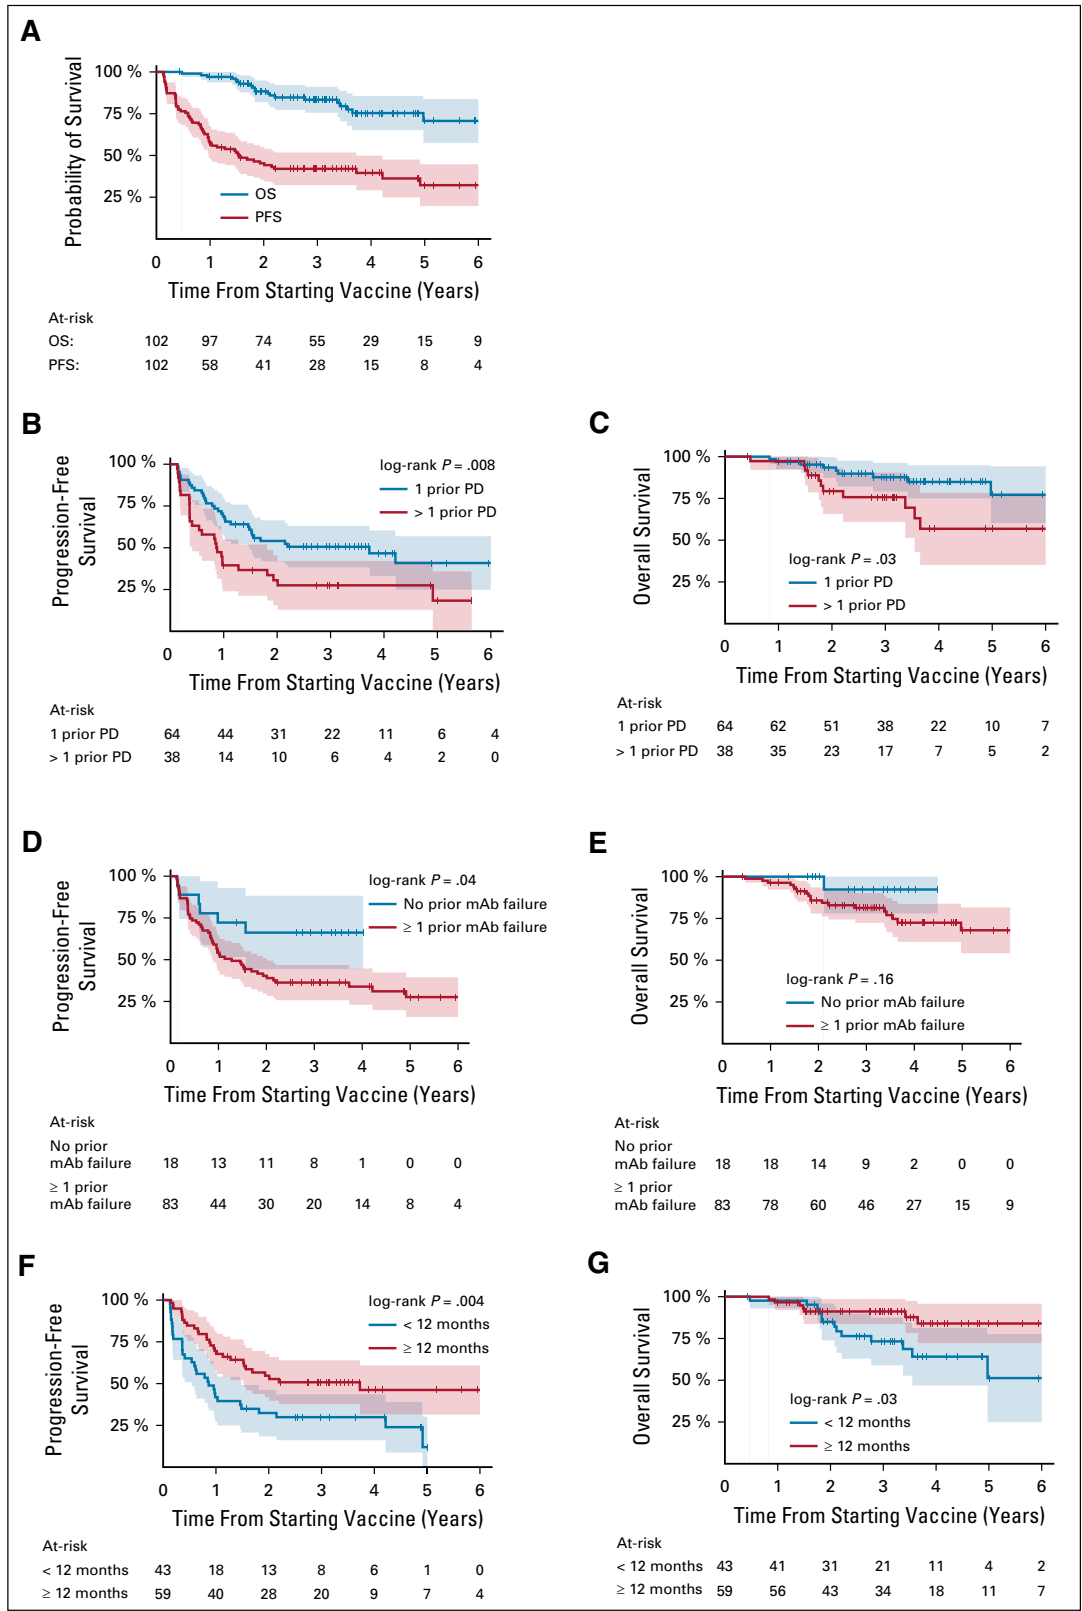 A
Probability of Survival
100 %
75 %
50 %
25 %
OS
PFS
0 1 2 3 4 5 6
Time From Starting Vaccine (Years)
At-risk
OS: 102 97 74 55 29 15 9
PFS: 102 58 41 28 15 8 4
B
Progression-Free
Survival
100 %
75 %
50 %
25 %
log-rank P = .008
1 prior PD
> 1 prior PD
0 1 2 3 4 5 6
Time From Starting Vaccine (Years)
At-risk
1 prior PD 64 44 31 22 11 6 4
> 1 prior PD 38 14 10 6 4 2 0
C
Overall Survival
100 %
75 %
50 %
25 %
log-rank P = .03
1 prior PD
> 1 prior PD
0 1 2 3 4 5 6
Time From Starting Vaccine (Years)
At-risk
1 prior PD 64 62 51 38 22 10 7
> 1 prior PD 38 35 23 17 7 5 2
D
Progression-Free
Survival
100 %
75 %
50 %
25 %
log-rank P = .04
No prior mAb failure
≥ 1 prior mAb failure
0 1 2 3 4 5 6
Time From Starting Vaccine (Years)
At-risk
No prior
mAb failure 18 13 11 8 1 0 0
≥ 1 prior
mAb failure 83 44 30 20 14 8 4
E
Overall Survival
100 %
75 %
50 %
25 %
log-rank P = .16
No prior mAb failure
≥ 1 prior mAb failure
0 1 2 3 4 5 6
Time From Starting Vaccine (Years)
At-risk
No prior
mAb failure 18 18 14 9 2 0 0
≥ 1 prior
mAb failure 83 78 60 46 27 15 9
F
Progression-Free
Survival
100 %
75 %
50 %
25 %
log-rank P = .004
< 12 months
≥ 12 months
0 1 2 3 4 5 6
Time From Starting Vaccine (Years)
At-risk
< 12 months 43 18 13 8 6 1 0
≥ 12 months 59 40 28 20 9 7 4
G
Overall Survival
100 %
75 %
50 %
25 %
log-rank P = .03
< 12 months
≥ 12 months
0 1 2 3 4 5 6
Time From Starting Vaccine (Years)
At-risk
< 12 months 43 41 31 21 11 4 2
≥ 12 months 59 56 43 34 18 11 7